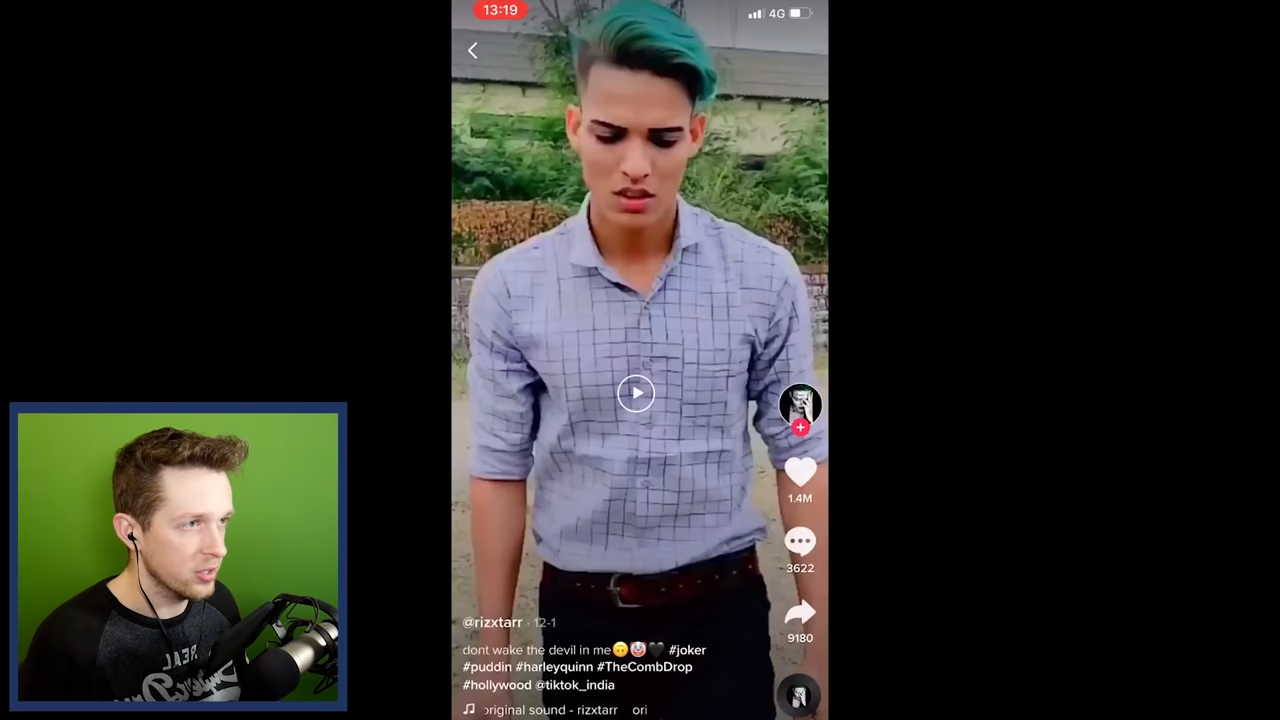 13:19
4G
1.4M
3622
9180
@rizxtarr · 12-1
dont wake the devil in me🙃🤡🖤 #joker
#puddin #harleyquinn #TheCombDrop
#hollywood @tiktok_india
original sound - rizxtarr ori